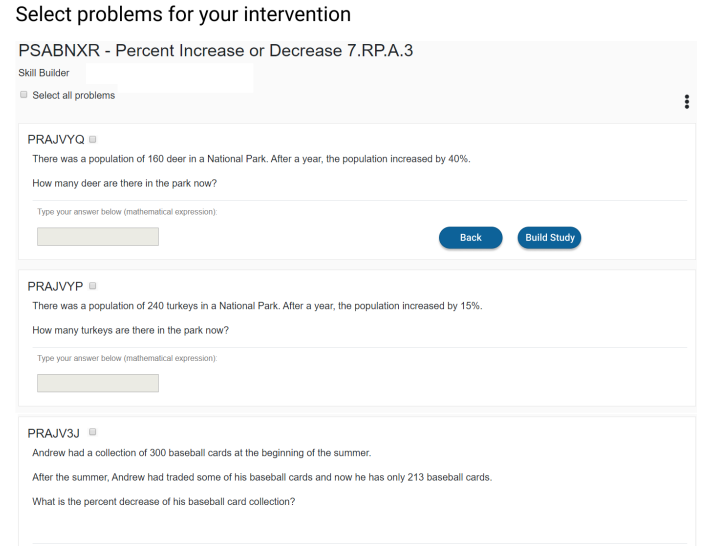 Select problems for your intervention
PSABNXR - Percent Increase or Decrease 7.RP.A.3
Skill Builder
Select all problems
PRAJVYQ
There was a population of 160 deer in a National Park. After a year, the population increased by 40%.
How many deer are there in the park now?
Type your answer below (mathematical expression):
Back
Build Study
PRAJVYP
There was a population of 240 turkeys in a National Park. After a year, the population increased by 15%.
How many turkeys are there in the park now?
Type your answer below (mathematical expression):
PRAJV3J
Andrew had a collection of 300 baseball cards at the beginning of the summer.
After the summer, Andrew had traded some of his baseball cards and now he has only 213 baseball cards.
What is the percent decrease of his baseball card collection?